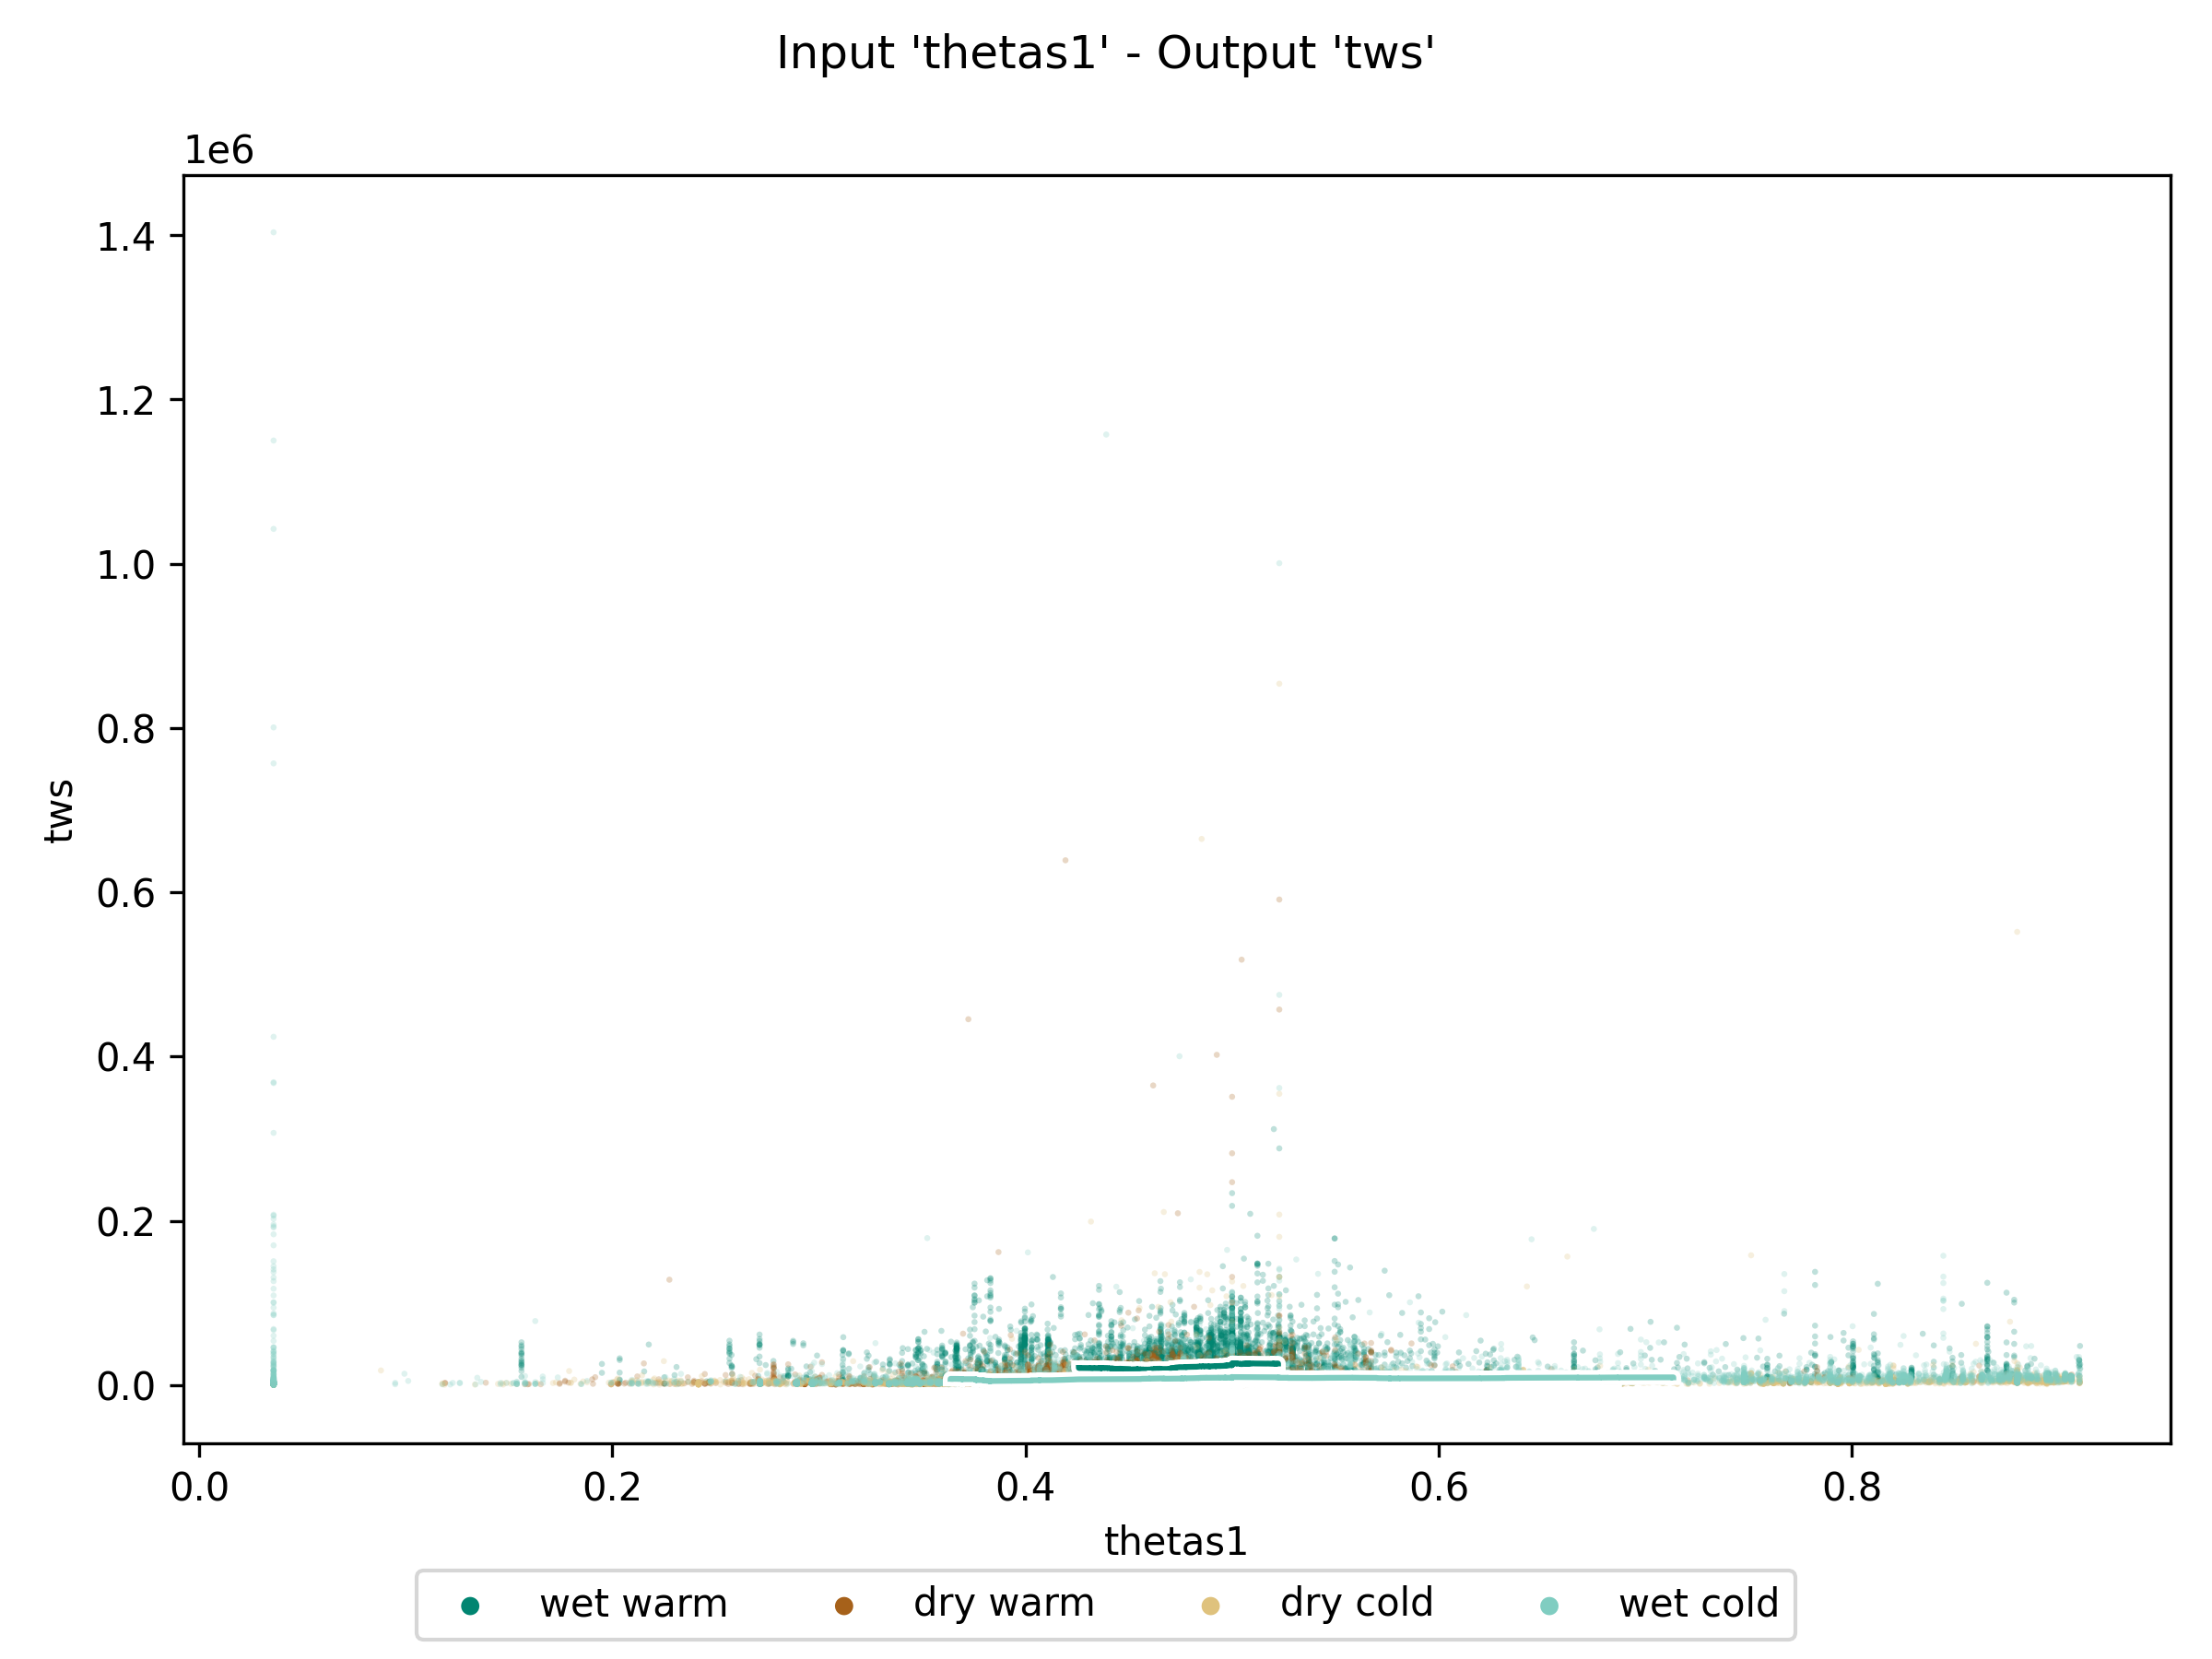 Input 'thetas1' - Output 'tws'
1e6
1.4
1.2
1.0
0.8
0.6
0.4
0.2
0.0
tws
0.0 0.2 0.4 0.6 0.8
thetas1
wet warm dry warm dry cold wet cold